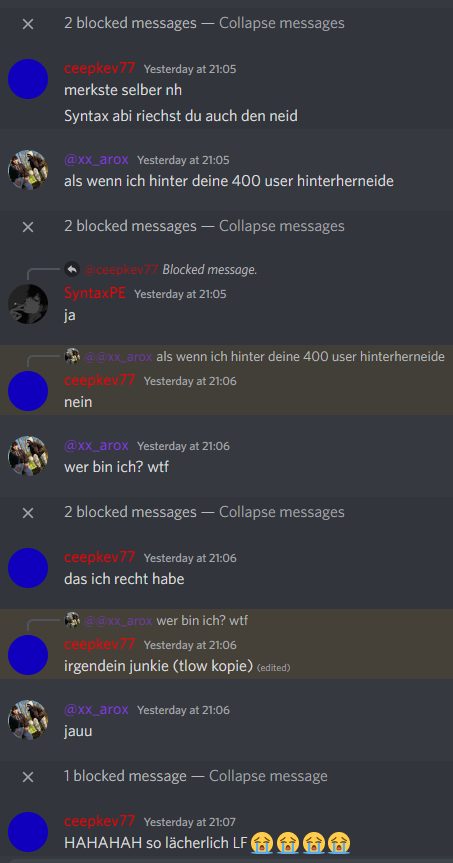 2 blocked messages — Collapse messages
ceepkev77 Yesterday at 21:05
merkste selber nh
Syntax abi riechst du auch den neid
@xx_arox Yesterday at 21:05
als wenn ich hinter deine 400 user hinterherneide
2 blocked messages — Collapse messages
@ceepkev77 Blocked message.
SyntaxPE Yesterday at 21:05
ja
@@xx_arox als wenn ich hinter deine 400 user hinterherneide
ceepkev77 Yesterday at 21:06
nein
@xx_arox Yesterday at 21:06
wer bin ich? wtf
2 blocked messages — Collapse messages
ceepkev77 Yesterday at 21:06
das ich recht habe
@@xx_arox wer bin ich? wtf
ceepkev77 Yesterday at 21:06
irgendein junkie (tlow kopie) (edited)
@xx_arox Yesterday at 21:06
jauu
1 blocked message — Collapse message
ceepkev77 Yesterday at 21:07
HAHAHAH so lächerlich LF 😭😭😭😭